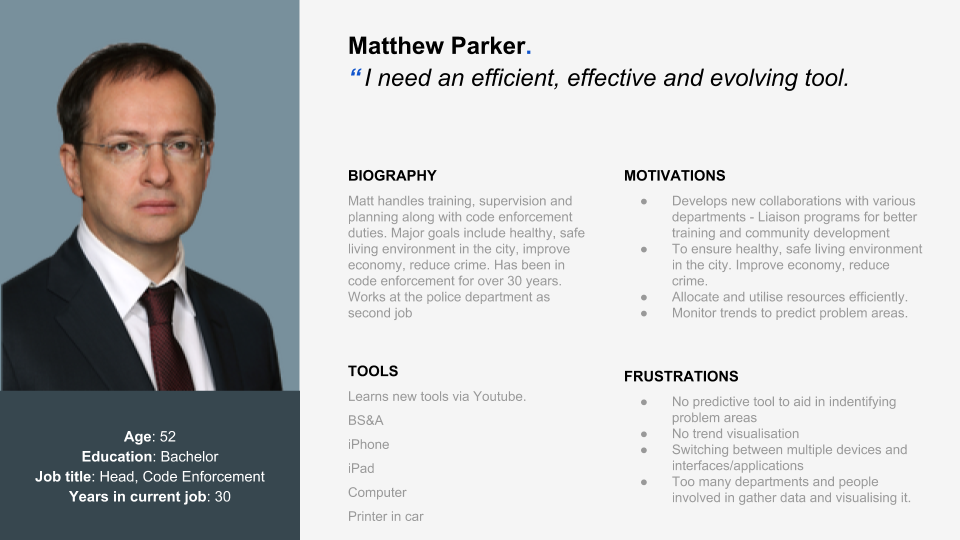 Matthew Parker.
“ I need an efficient, effective and evolving tool.
BIOGRAPHY
Matt handles training, supervision and
planning along with code enforcement
duties. Major goals include healthy, safe
living environment in the city, improve
economy, reduce crime. Has been in
code enforcement for over 30 years.
Works at the police department as
second job
MOTIVATIONS
● Develops new collaborations with various
departments - Liaison programs for better
training and community development
● To ensure healthy, safe living environment
in the city. Improve economy, reduce
crime.
● Allocate and utilise resources efficiently.
● Monitor trends to predict problem areas.
TOOLS
Learns new tools via Youtube.
BS&A
iPhone
iPad
Computer
Printer in car
FRUSTRATIONS
● No predictive tool to aid in indentifying
problem areas
● No trend visualisation
● Switching between multiple devices and
interfaces/applications
● Too many departments and people
involved in gather data and visualising it.
Age: 52
Education: Bachelor
Job title: Head, Code Enforcement
Years in current job: 30